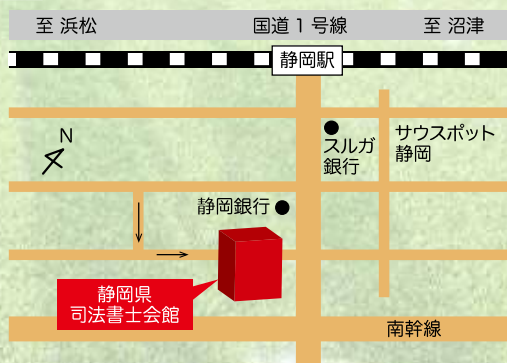 至 浜松
国道1号線
至 沼津
静岡駅
N
スルガ
銀行
サウスポット
静岡
静岡銀行
静岡県
司法書士会館
南幹線